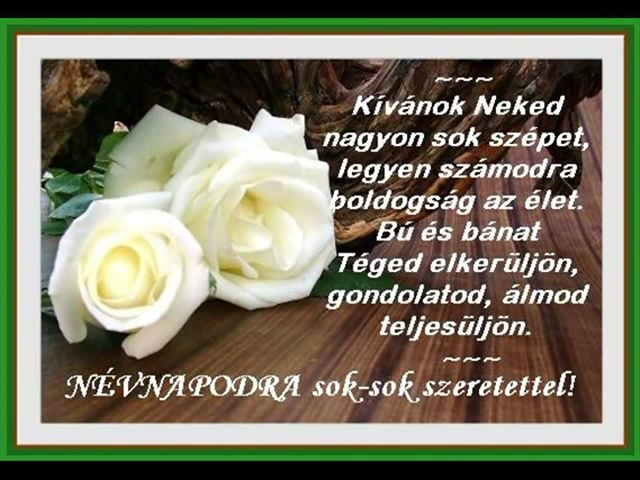 ~~~
Kívánok Neked
nagyon sok szépet,
legyen számodra
boldogság az élet.
Bú és bánat
Téged elkerüljön,
gondolatod, álmod
teljesüljön.
~~~
NÉVNAPODRA sok-sok szeretettel!